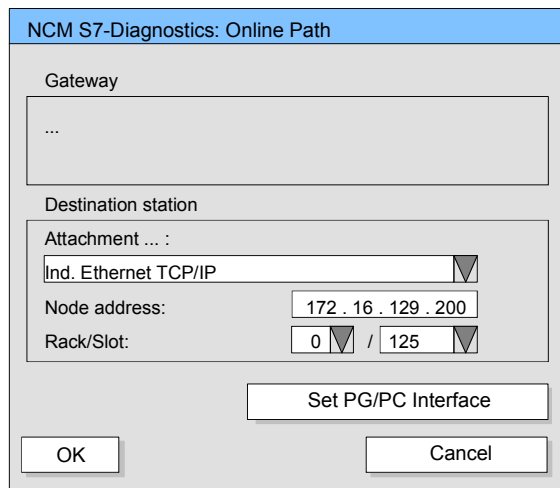 NCM S7-Diagnostics: Online Path
Gateway
...
Destination station
Attachment ... :
Ind. Ethernet TCP/IP
Node address: 172 . 16 . 129 . 200
Rack/Slot: 0 / 125
Set PG/PC Interface
OK Cancel